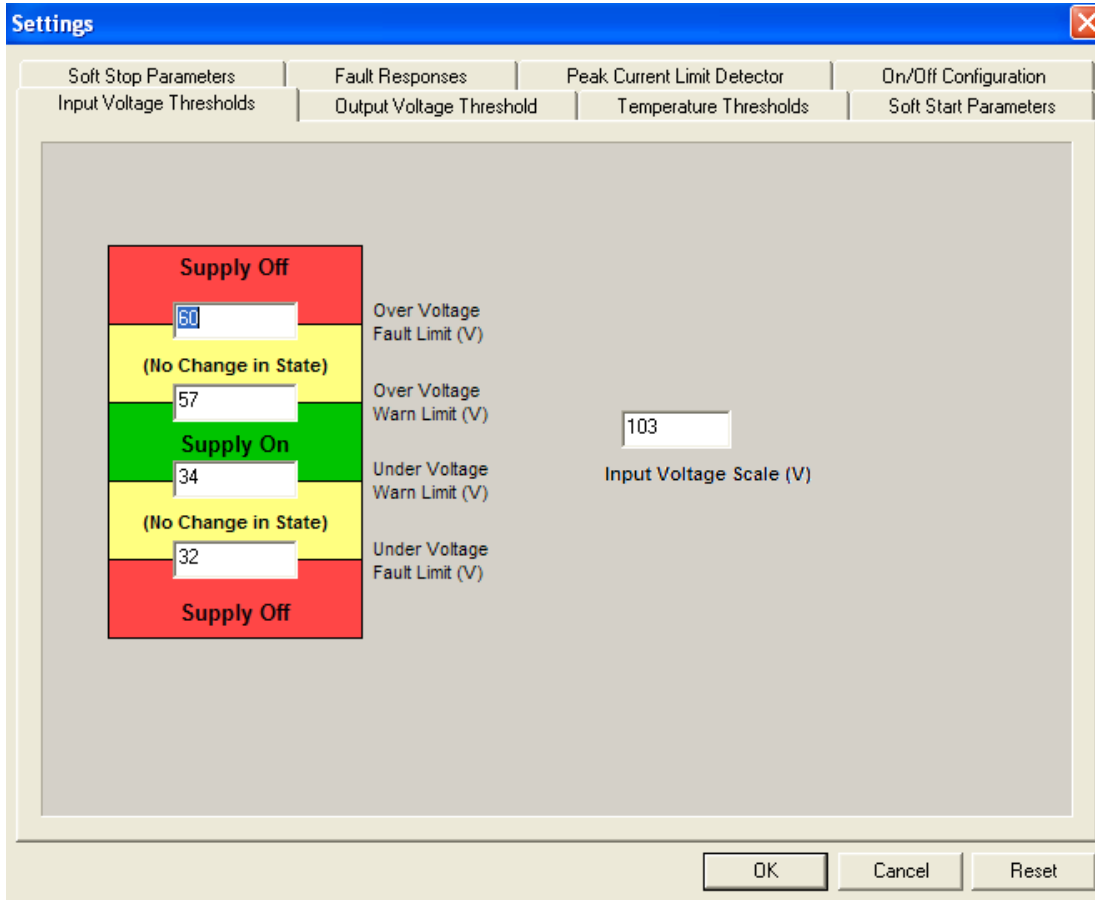 Settings
Soft Stop Parameters
Fault Responses
Peak Current Limit Detector
On/Off Configuration
Input Voltage Thresholds
Output Voltage Threshold
Temperature Thresholds
Soft Start Parameters
Supply Off
60
Over Voltage
Fault Limit (V)
(No Change in State)
57
Over Voltage
Warn Limit (V)
Supply On
34
Under Voltage
Warn Limit (V)
(No Change in State)
32
Under Voltage
Fault Limit (V)
Supply Off
103
Input Voltage Scale (V)
OK
Cancel
Reset